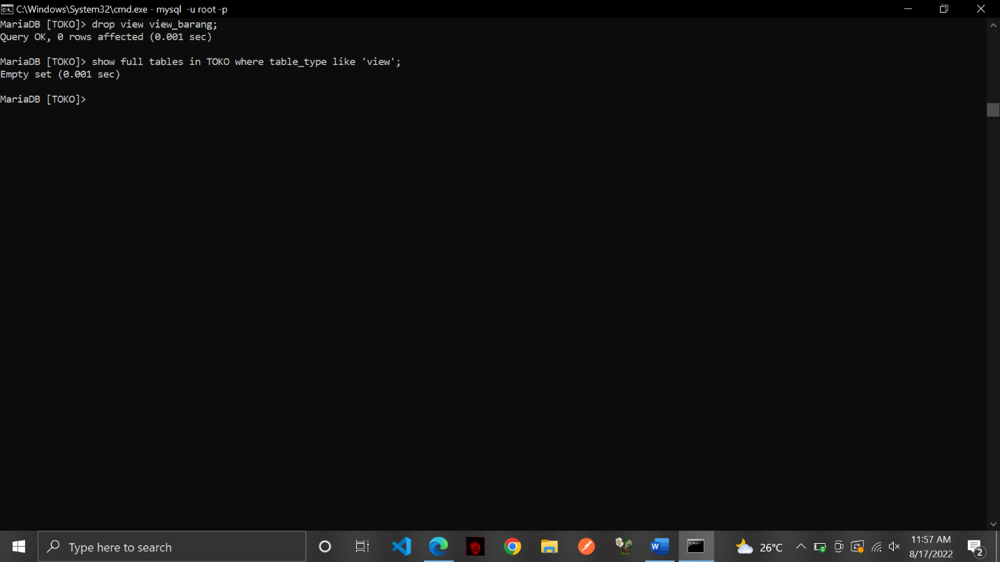 C:\Windows\System32\cmd.exe - mysql  -u root -p
MariaDB [TOKO]> drop view view_barang;
Query OK, 0 rows affected (0.001 sec)
MariaDB [TOKO]> show full tables in TOKO where table_type like 'view';
Empty set (0.001 sec)
MariaDB [TOKO]>
Type here to search
26°C
11:57 AM
8/17/2022
2